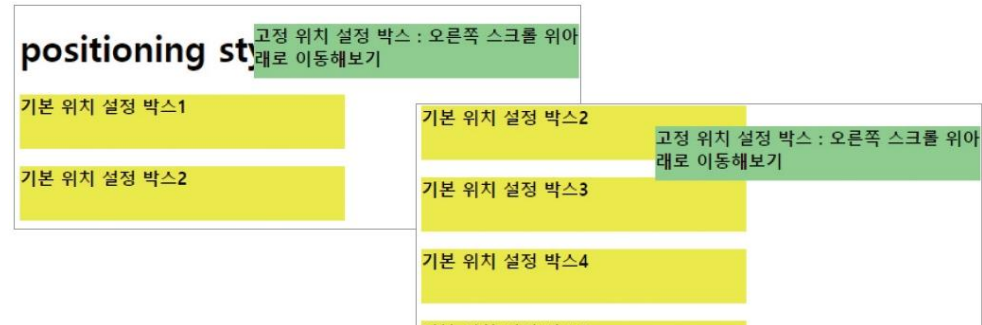 positioning sty
고정 위치 설정 박스 : 오른쪽 스크롤 위아
래로 이동해보기
기본 위치 설정 박스1
기본 위치 설정 박스2
기본 위치 설정 박스2
고정 위치 설정 박스 : 오른쪽 스크롤 위아
래로 이동해보기
기본 위치 설정 박스3
기본 위치 설정 박스4